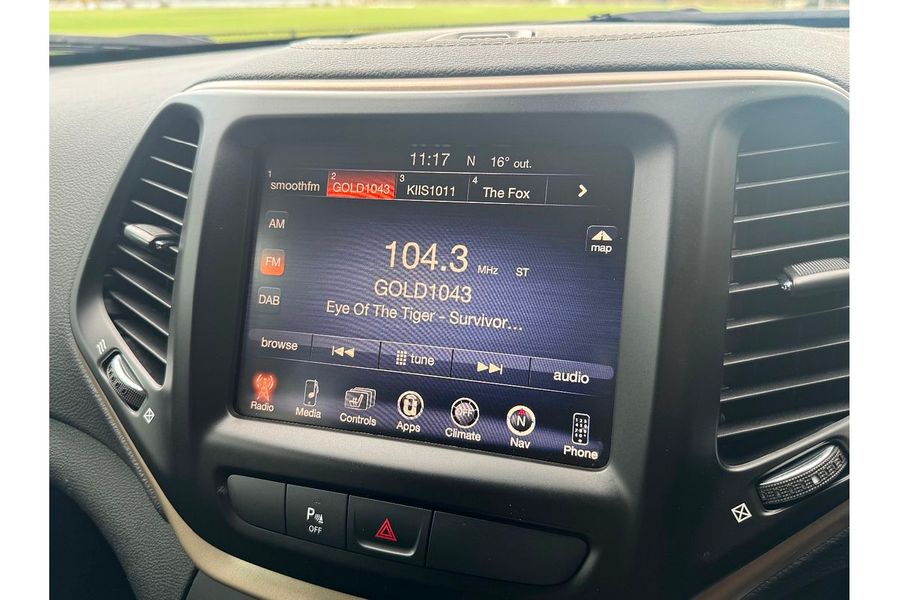 11:17 N 16° out.
1 smoothfm 2 GOLD1043 3 KIIS1011 4 The Fox
AM
map
FM
104.3 MHz ST
GOLD1043
DAB
Eye Of The Tiger - Survivor...
browse tune audio
Radio Media Controls Apps Climate Nav Phone
OFF
N
P OFF